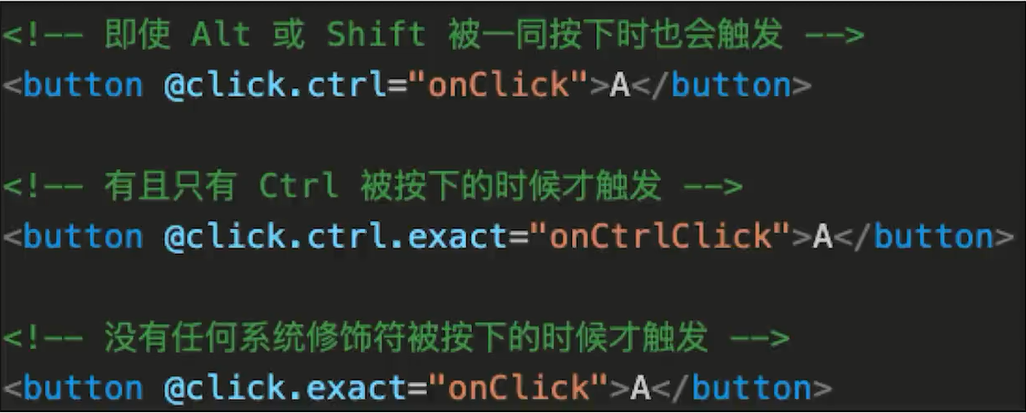 <!-- 即使 Alt 或 Shift 被一同按下时也会触发 -->
<button @click.ctrl="onClick">A</button>
<!-- 有且只有 Ctrl 被按下的时候才触发 -->
<button @click.ctrl.exact="onCtrlClick">A</button>
<!-- 没有任何系统修饰符被按下的时候才触发 -->
<button @click.exact="onClick">A</button>